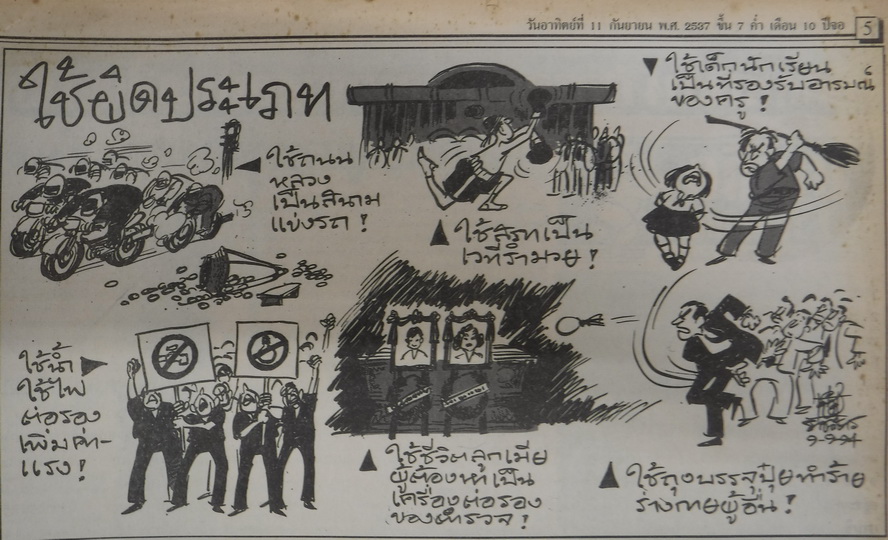 วันอาทิตย์ที่ 11 กันยายน พ.ศ. 2537 ขึ้น 7 ค่ำ เดือน 10 ปีจอ 5
ใช้ผิดประเภท
ใช้ถนน
หลวง
เป็นสนาม
แข่งรถ!
ใช้สภาเป็น
เวทีรำมวย!
ใช้เด็กนักเรียน
เป็นที่รองรับอารมณ์
ของครู!
ใช้น้ำ
ใช้ไฟ
ต่อรอง
เพิ่มค่า-
แรง!
ใช้ชีวิตลูกเมีย
ผู้ต้องหาเป็น
เครื่องต่อรอง
ของตำรวจ!
ใช้ถุงบรรจุปุ๋ยทำร้าย
ร่างกายผู้อื่น!
9-9-94